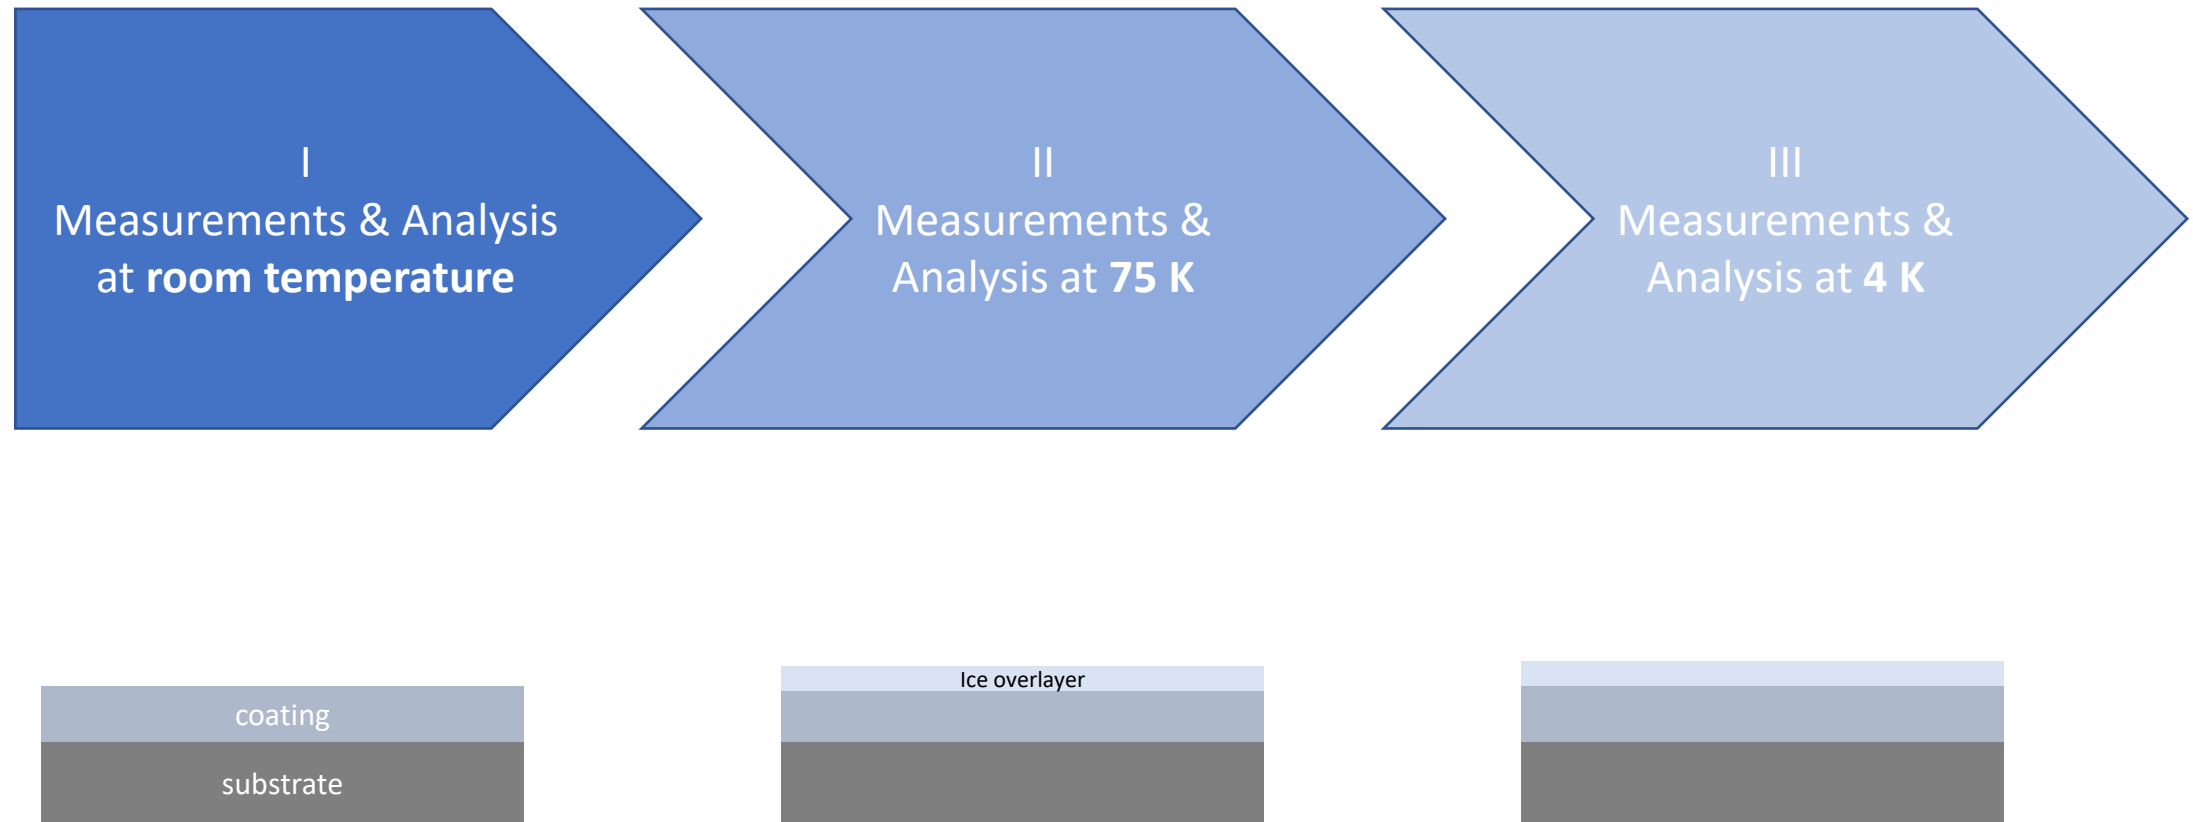 I
Measurements & Analysis
at room temperature
II
Measurements &
Analysis at 75 K
III
Measurements &
Analysis at 4 K
coating
substrate
Ice overlayer